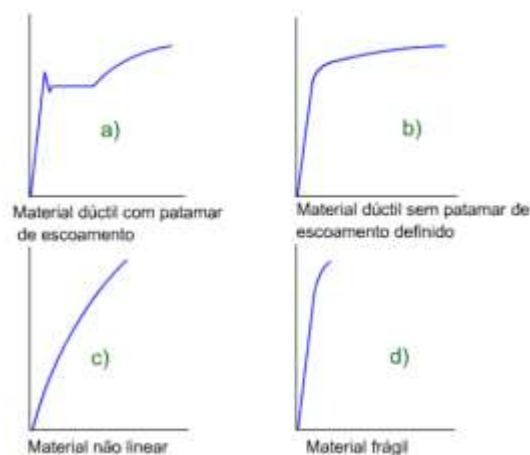 a)
Material dúctil com patamar
de escoamento
b)
Material dúctil sem patamar de
escoamento definido
c)
Material não linear
d)
Material frágil